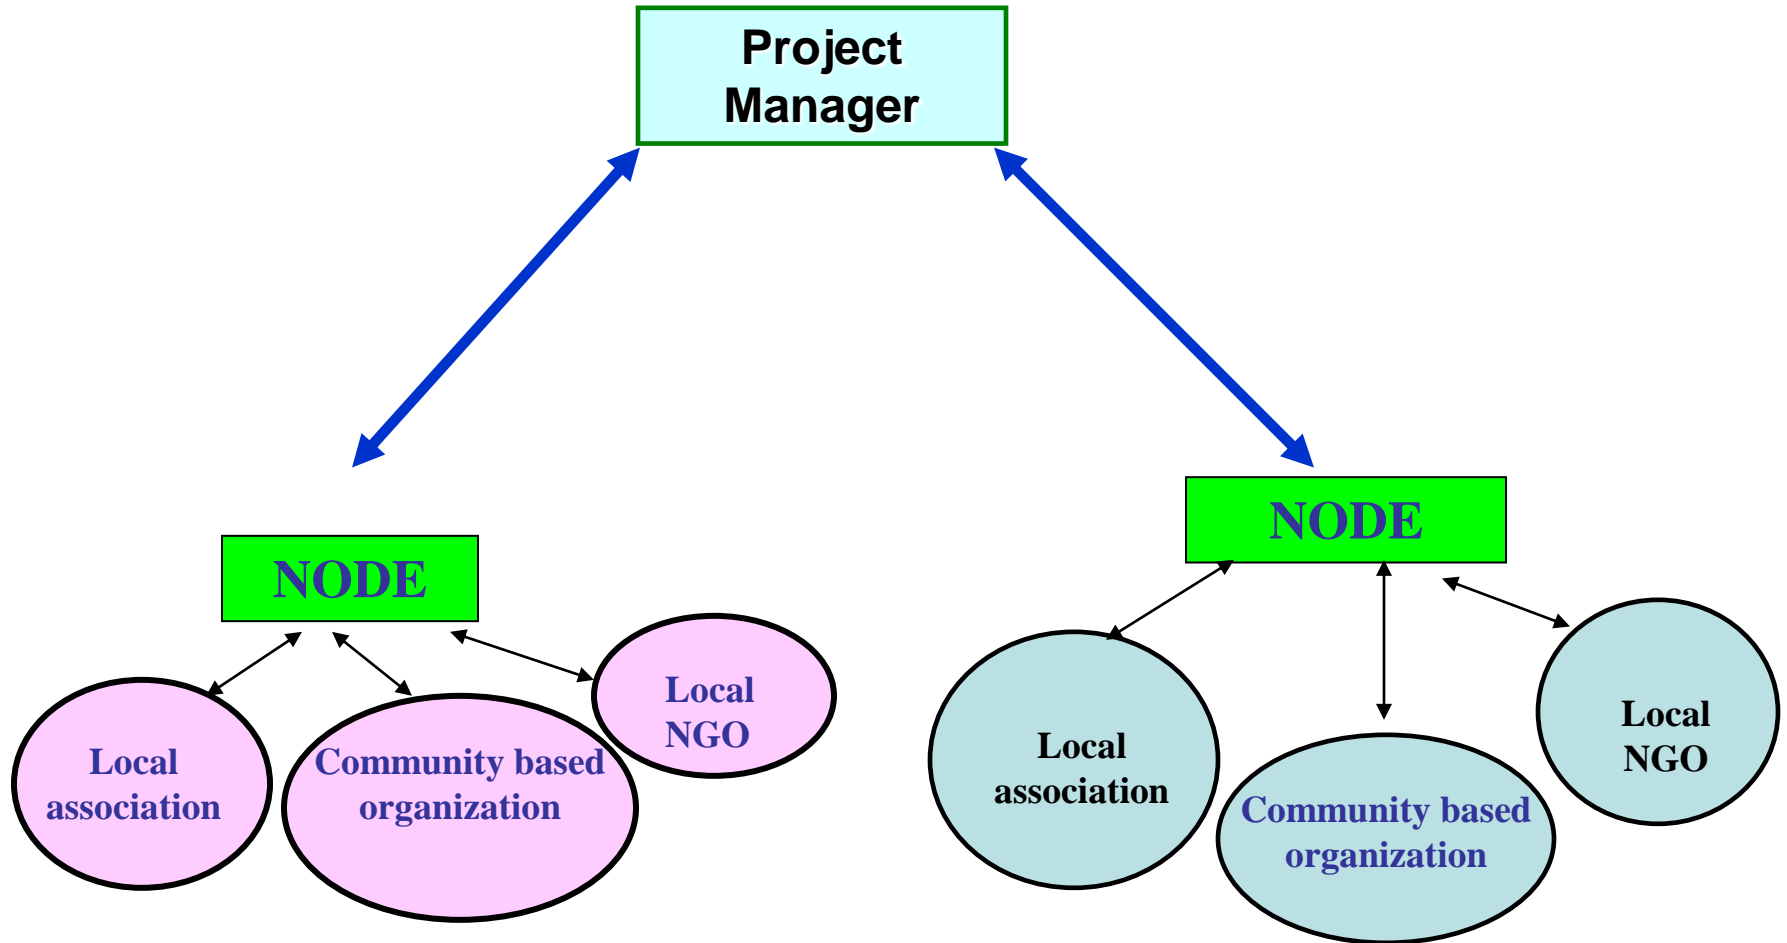 Project
Manager
NODE
NODE
Local
association
Community based
organization
Local
NGO
Local
association
Community based
organization
Local
NGO